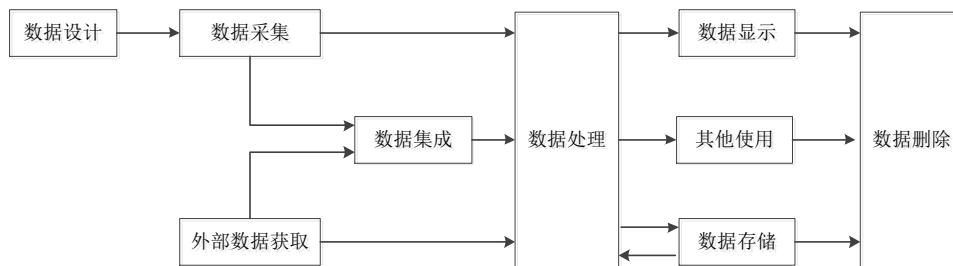 数据设计
数据采集
数据显示
数据集成
数据处理
其他使用
数据删除
外部数据获取
数据存储